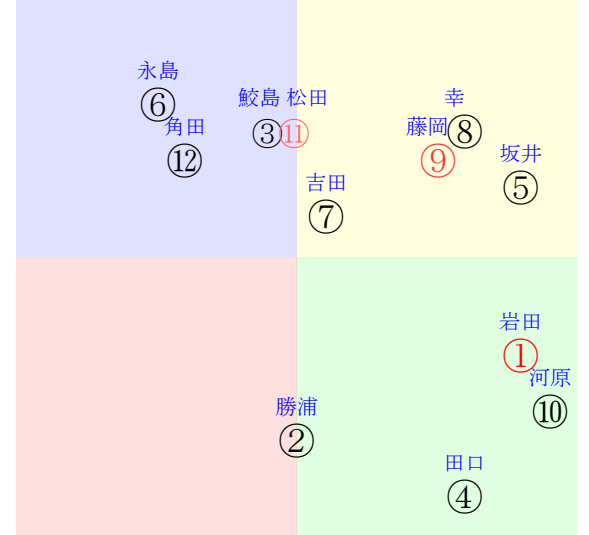 永島
⑥
鮫島 松田
③⑪
幸
⑧
角田
⑫
藤岡
⑨
坂井
⑤
吉田
⑦
岩田
①
河原
⑩
勝浦
②
田口
④